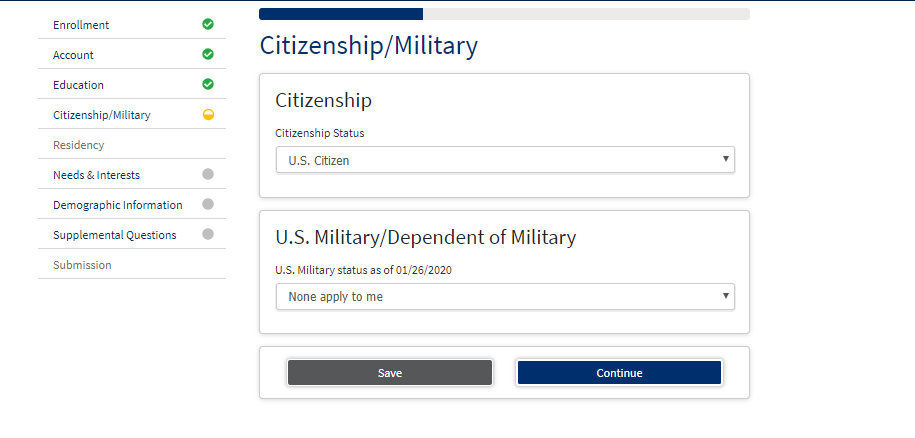 Enrollment
Account
Education
Citizenship/Military
Residency
Needs & Interests
Demographic Information
Supplemental Questions
Submission
Citizenship/Military
Citizenship
Citizenship Status
U.S. Citizen
U.S. Military/Dependent of Military
U.S. Military status as of 01/26/2020
None apply to me
Save
Continue